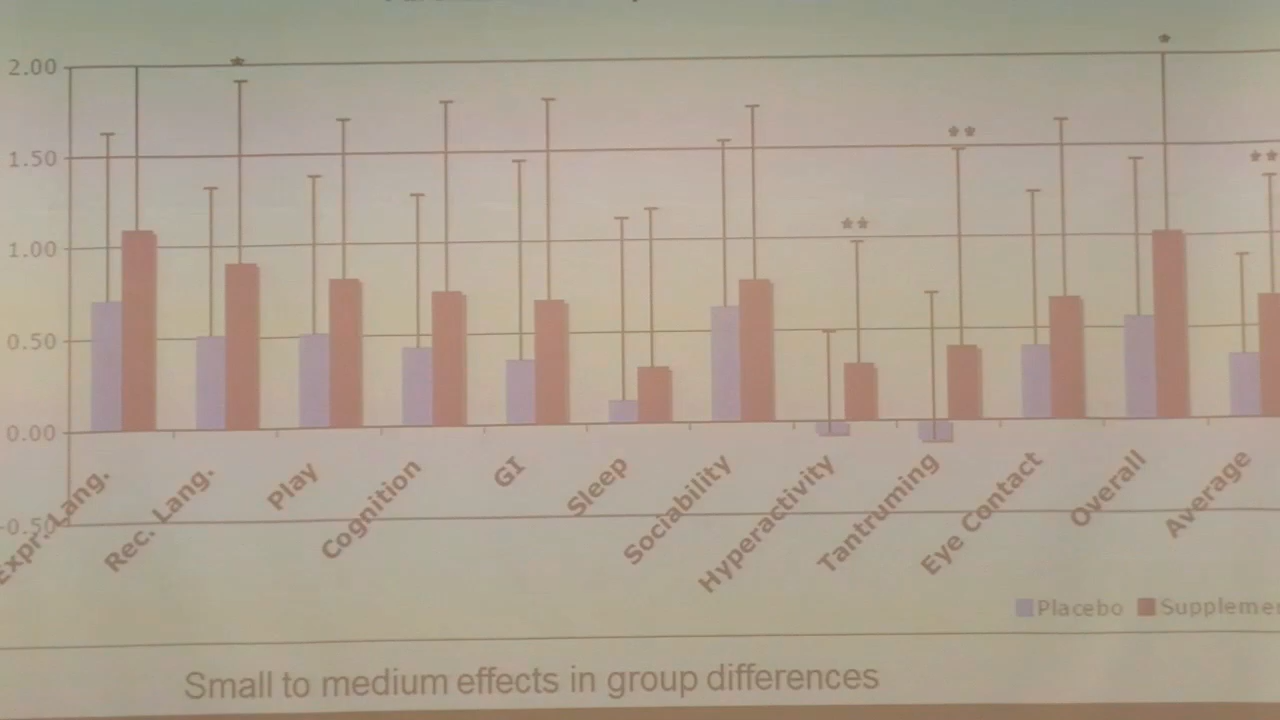 2.00
*
*
1.50
**
**
**
1.00
0.50
0.00
-0.50
Expr. Lang.
Rec. Lang.
Play
Cognition
GI
Sleep
Sociability
Hyperactivity
Tantruming
Eye Contact
Overall
Average
Placebo
Small to medium effects in group differences